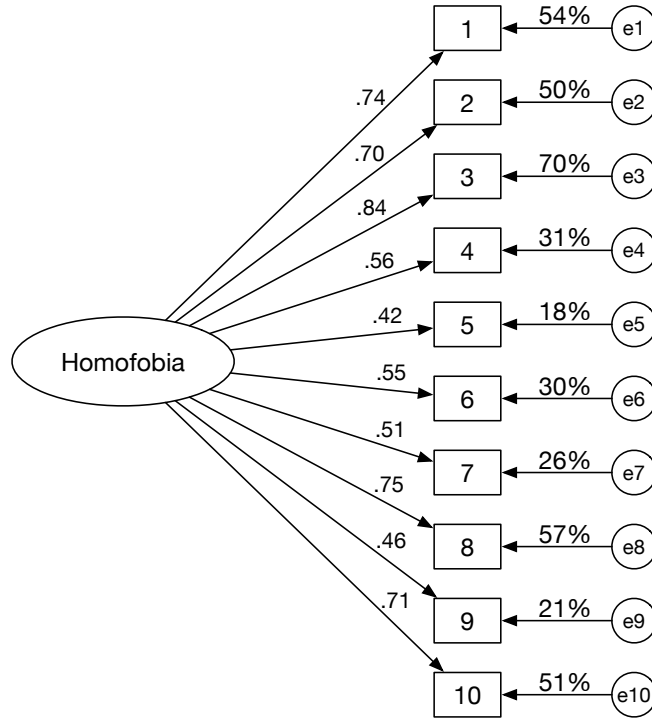 1 54% e1
.74
2 50% e2
.70
3 70% e3
.84
4 31% e4
.56
5 18% e5
.42
Homofobia
6 30% e6
.55
7 26% e7
.51
8 57% e8
.75
9 21% e9
.46
10 51% e10
.71